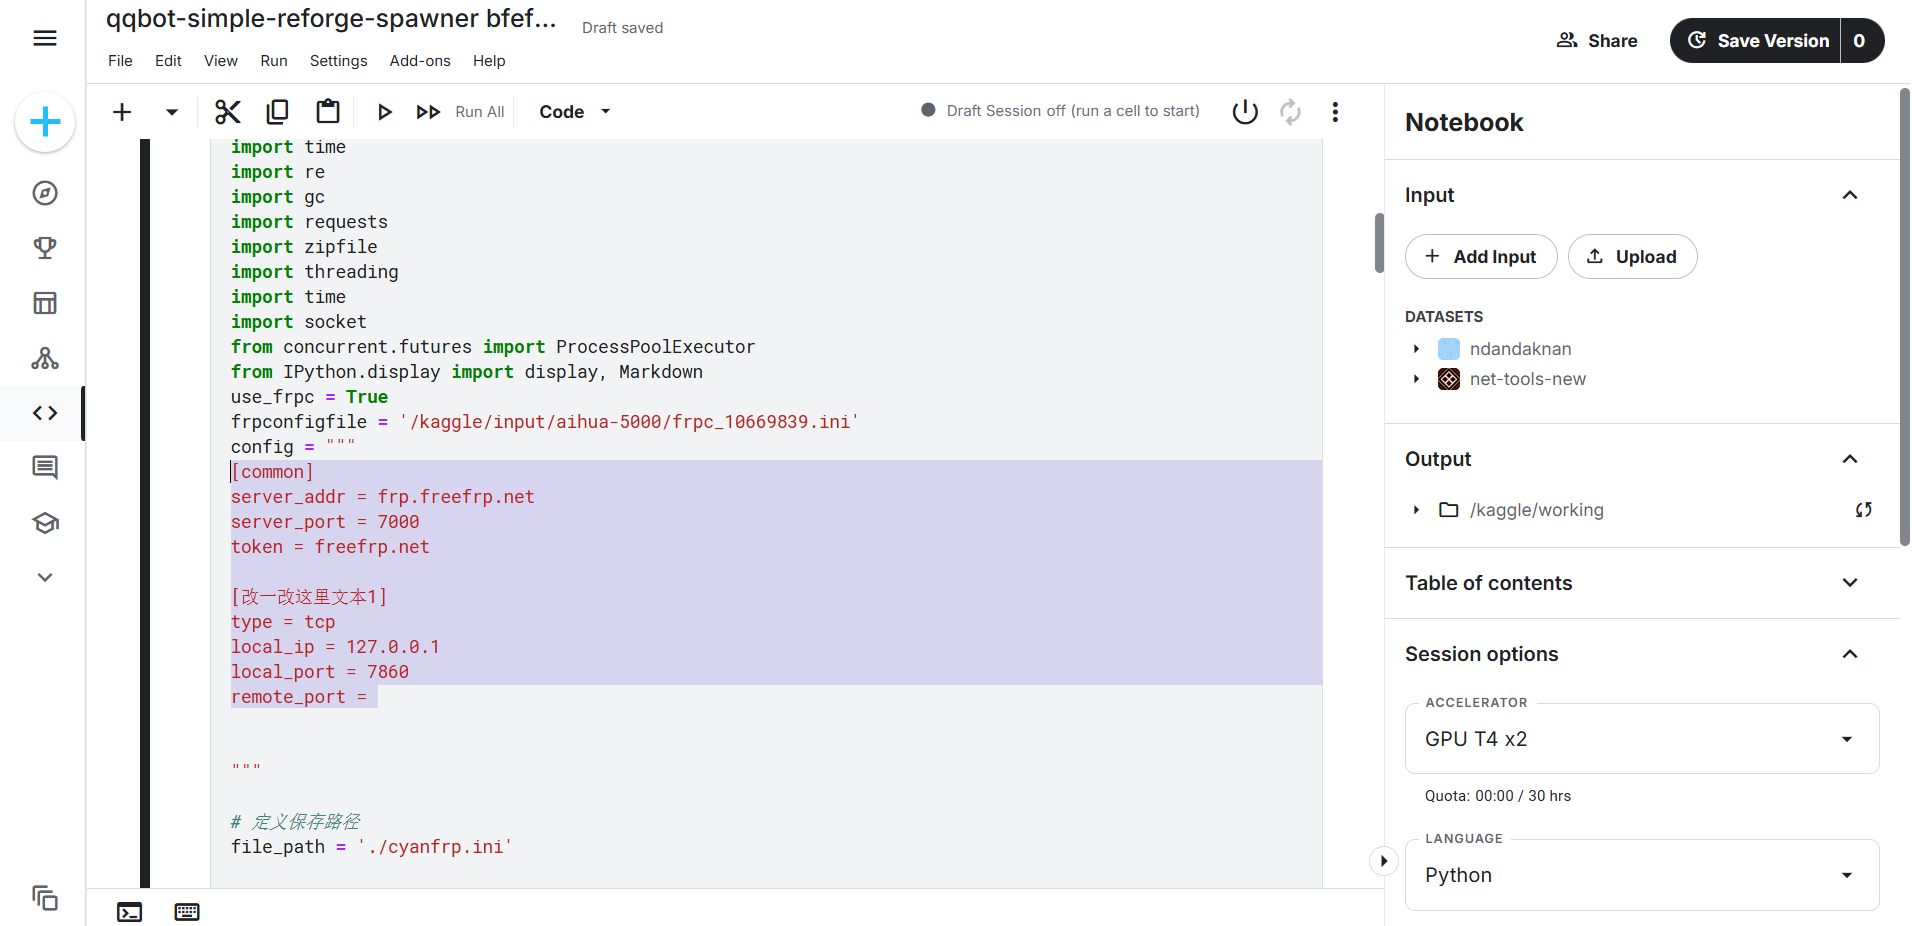 qqbot-simple-reforge-spawner bfef...
Draft saved
File Edit View Run Settings Add-ons Help
Share
Save Version 0
Run All
Code
Draft Session off (run a cell to start)
import time
import re
import gc
import requests
import zipfile
import threading
import time
import socket
from concurrent.futures import ProcessPoolExecutor
from IPython.display import display, Markdown
use_frpc = True
frpconfigfile = '/kaggle/input/aihua-5000/frpc_10669839.ini'
config = """
[common]
server_addr = frp.freefrp.net
server_port = 7000
token = freefrp.net
[改一改这里文本1]
type = tcp
local_ip = 127.0.0.1
local_port = 7860
remote_port =
"""
# 定义保存路径
file_path = './cyanfrp.ini'
Notebook
Input
Add Input
Upload
DATASETS
ndandaknan
net-tools-new
Output
/kaggle/working
Table of contents
Session options
ACCELERATOR
GPU T4 x2
Quota: 00:00 / 30 hrs
LANGUAGE
Python